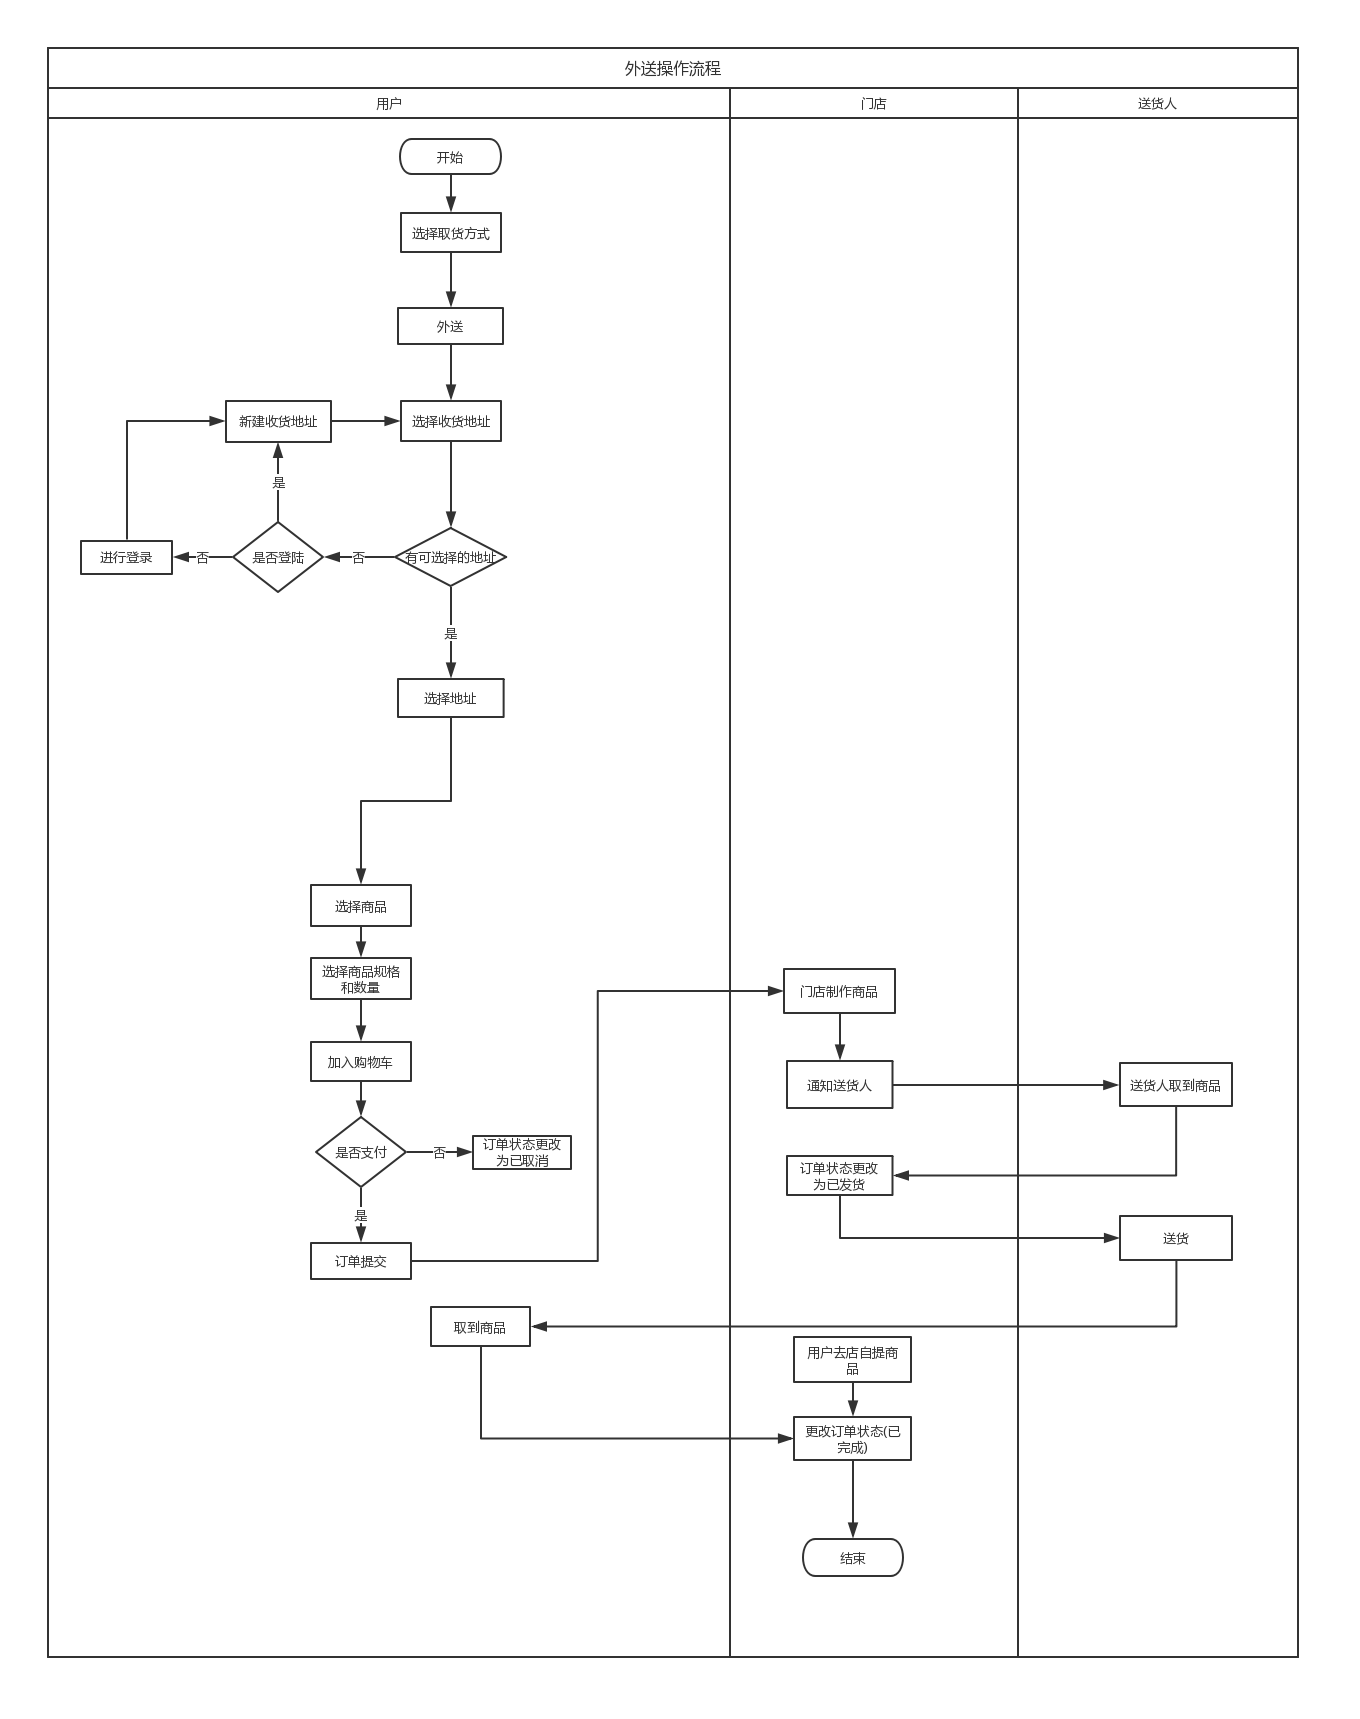 外送操作流程
用户
门店
送货人
开始
选择取货方式
外送
新建收货地址
选择收货地址
是
进行登录
否
是否登陆
否
有可选择的地址
是
选择地址
选择商品
选择商品规格
和数量
门店制作商品
加入购物车
通知送货人
送货人取到商品
是否支付
否
订单状态更改
为已取消
订单状态更改
为已发货
是
订单提交
送货
取到商品
用户去店自提商
品
更改订单状态(已
完成)
结束